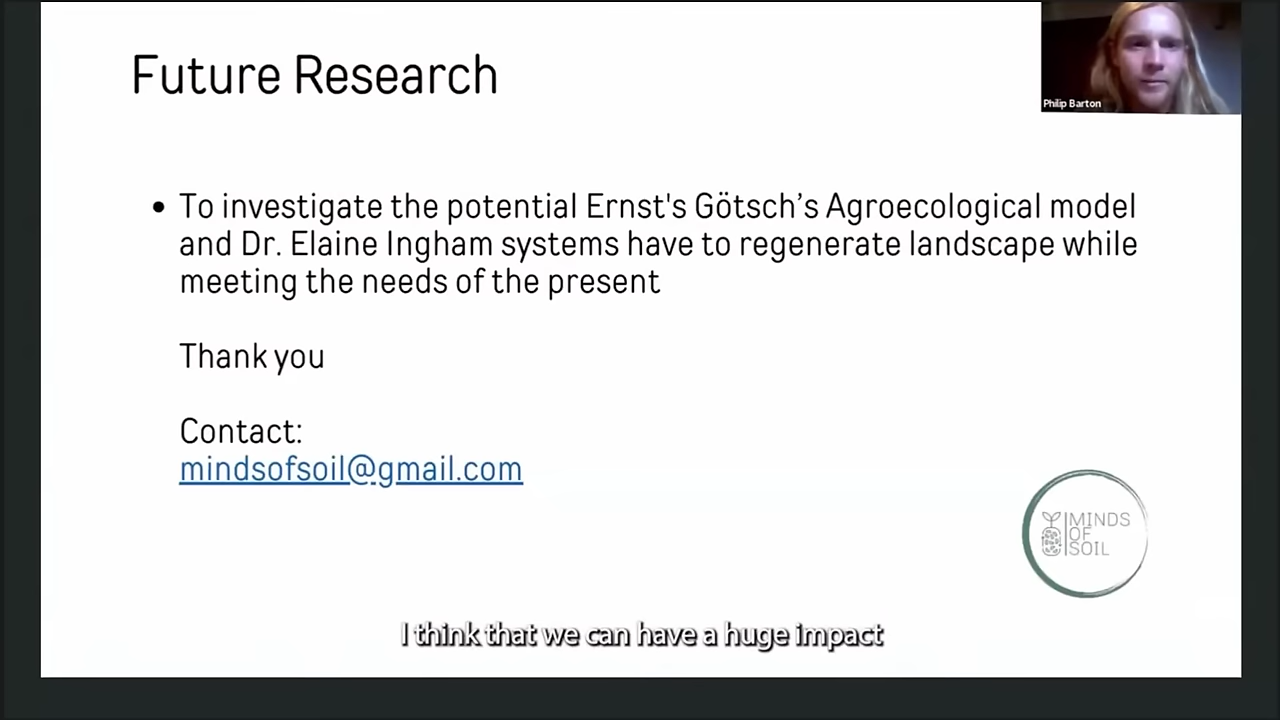 Future Research
Philip Barton
• To investigate the potential Ernst's Götsch’s Agroecological model
and Dr. Elaine Ingham systems have to regenerate landscape while
meeting the needs of the present
Thank you
Contact:
mindsofsoil@gmail.com
MINDS
OF
SOIL
I think that we can have a huge impact